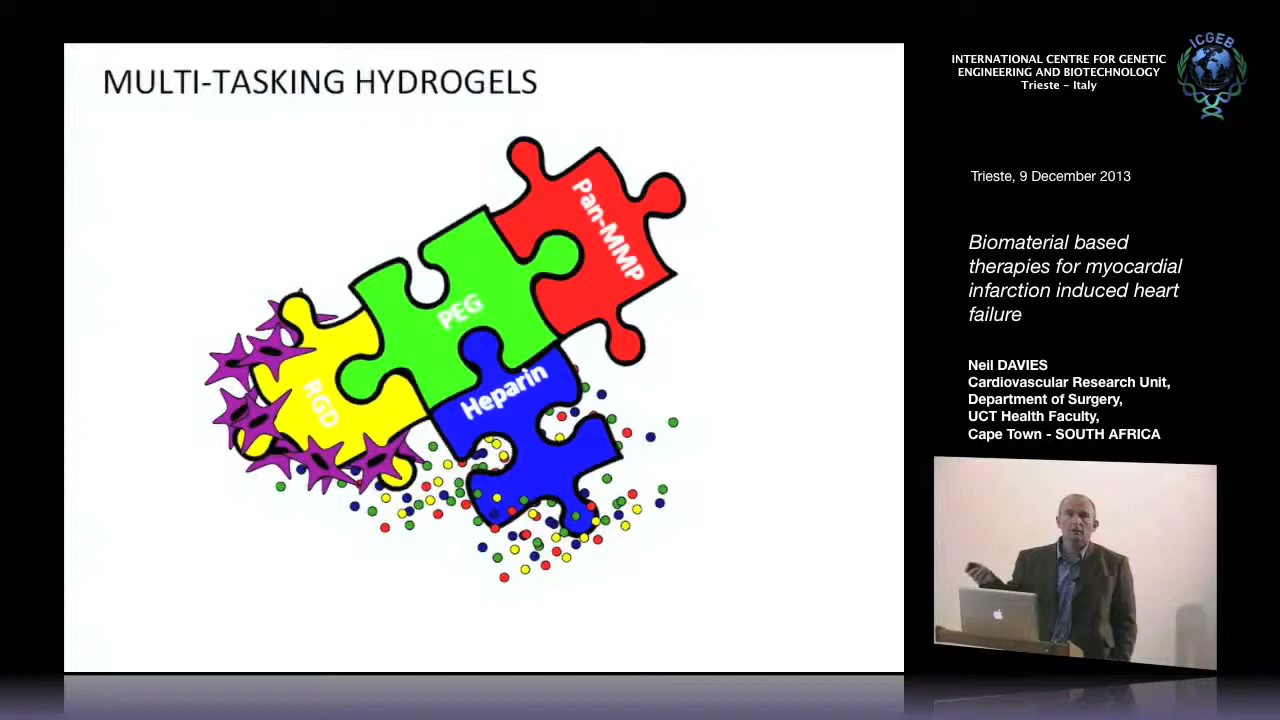 MULTI-TASKING HYDROGELS
Pan-MMP
PEG
RGD
Heparin
INTERNATIONAL CENTRE FOR GENETIC
ENGINEERING AND BIOTECHNOLOGY
Trieste - Italy
ICGEB
Trieste, 9 December 2013
Biomaterial based
therapies for myocardial
infarction induced heart
failure
Neil DAVIES
Cardiovascular Research Unit,
Department of Surgery,
UCT Health Faculty,
Cape Town - SOUTH AFRICA